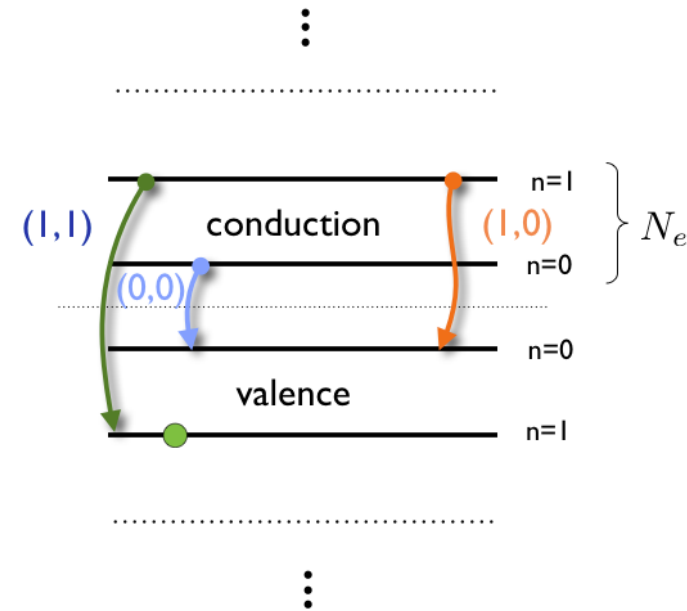 n=1
(1,1)
conduction
(1,0)
N_e
n=0
(0,0)
n=0
valence
n=1